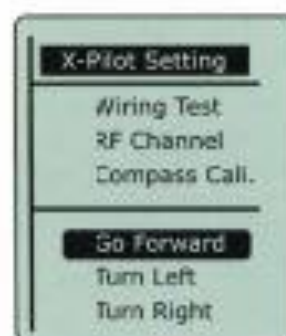 X-Pilot Setting
Wiring Test
RF Channel
Compass Cali.
Go Forward
Turn Left
Turn Right